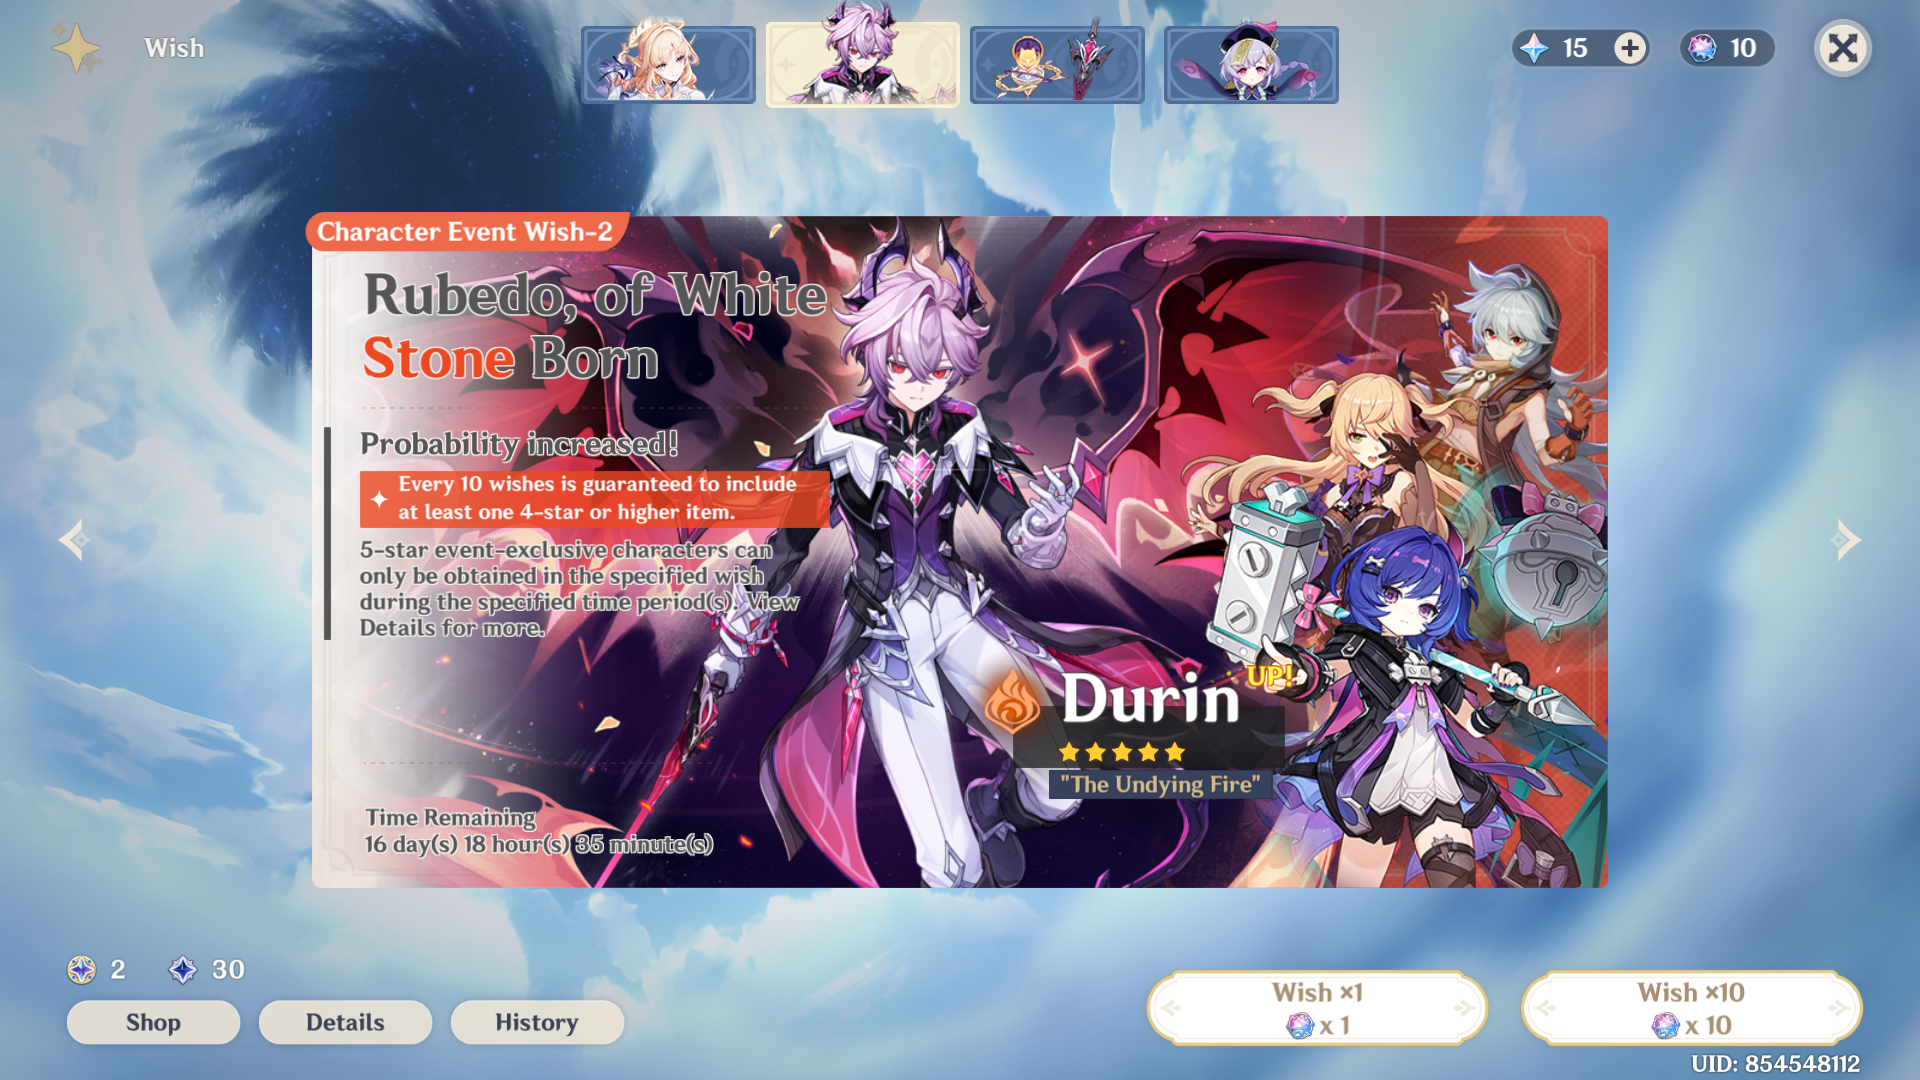 Wish
15
10
Character Event Wish-2
Rubedo, of White
Stone Born
Probability increased!
Every 10 wishes is guaranteed to include
at least one 4-star or higher item.
5-star event-exclusive characters can
only be obtained in the specified wish
during the specified time period(s). View
Details for more.
UP!
Durin
"The Undying Fire"
Time Remaining
16 day(s) 18 hour(s) 35 minute(s)
2
30
Shop
Details
History
Wish ×1
x 1
Wish ×10
x 10
UID: 854548112